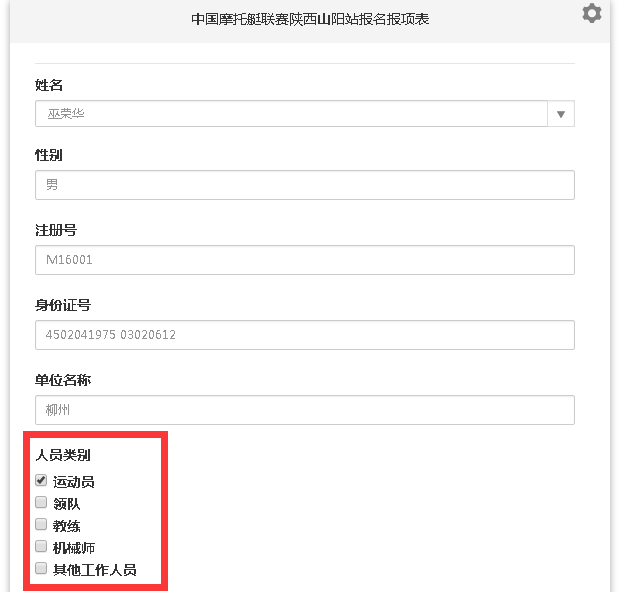 中国摩托艇联赛陕西山阳站报名报项表
姓名
巫荣华
性别
男
注册号
M16001
身份证号
4502041975 03020612
单位名称
柳州
人员类别
运动员
领队
教练
机械师
其他工作人员